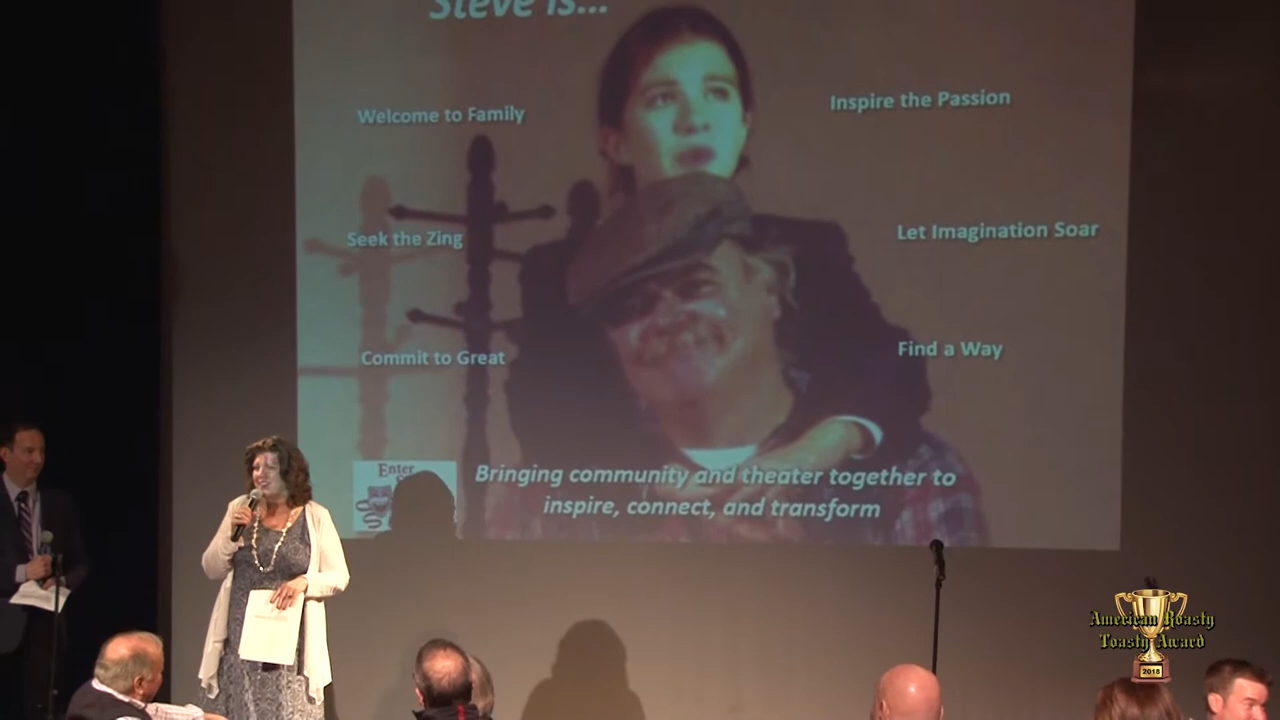 Steve is...
Welcome to Family
Inspire the Passion
Seek the Zing
Let Imagination Soar
Commit to Great
Find a Way
Enter
Bringing community and theater together to
inspire, connect, and transform
American Roasty
Toasty Award
2018